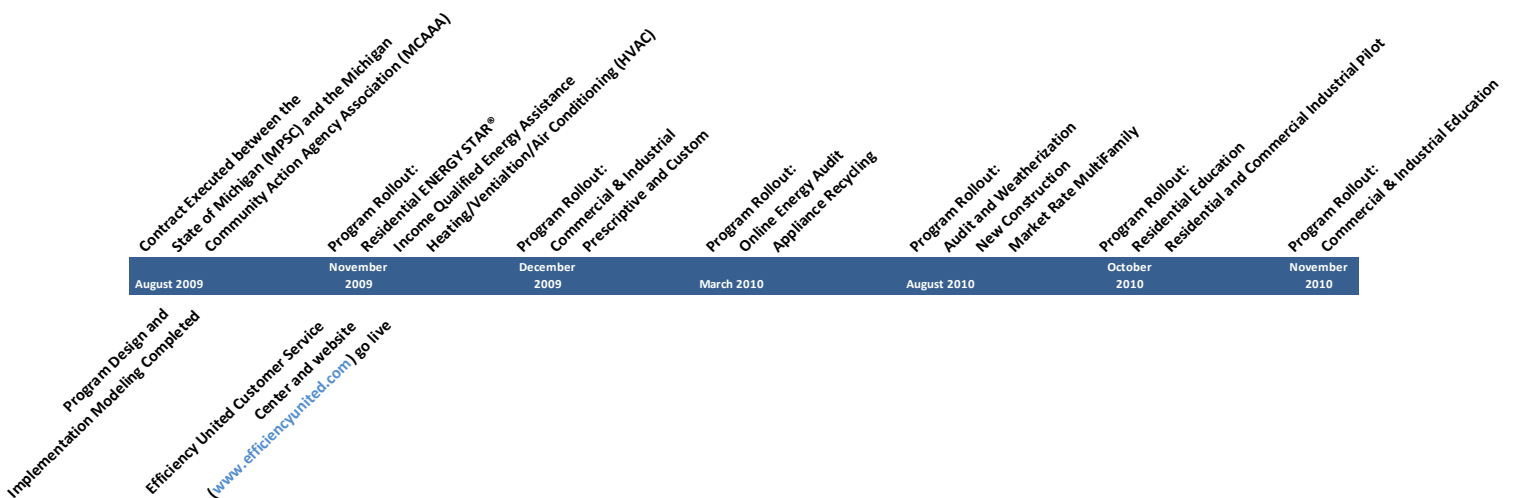 Contract Executed between the
State of Michigan (MPSC) and the Michigan
Community Action Agency Association (MCAAA)
Program Rollout:
Residential ENERGY STAR®
Income Qualified Energy Assistance
Heating/Ventialtion/Air Conditioning (HVAC)
Program Rollout:
Commercial & Industrial
Prescriptive and Custom
Program Rollout:
Online Energy Audit
Appliance Recycling
Program Rollout:
Audit and Weatherization
New Construction
Market Rate MultiFamily
Program Rollout:
Residential Education
Residential and Commercial Industrial Pilot
Program Rollout:
Commercial & Industrial Education
August 2009
November
2009
December
2009
March 2010
August 2010
October
2010
November
2010
Program Design and
Implementation Modeling Completed
Efficiency United Customer Service
Center and website
(www.efficiencyunited.com) go live